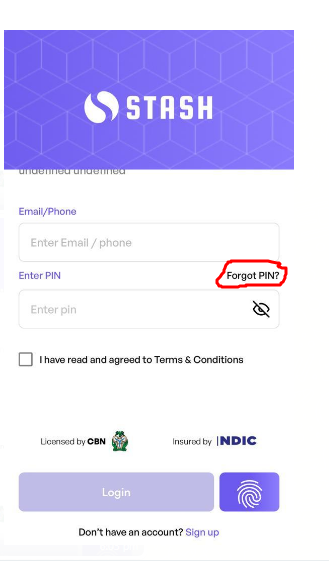 STASH
undefined undefined
Email/Phone
Enter Email / phone
Enter PIN Forgot PIN?
Enter pin
I have read and agreed to Terms & Conditions
Licensed by CBN Insured by NDIC
Login
Don't have an account? Sign up